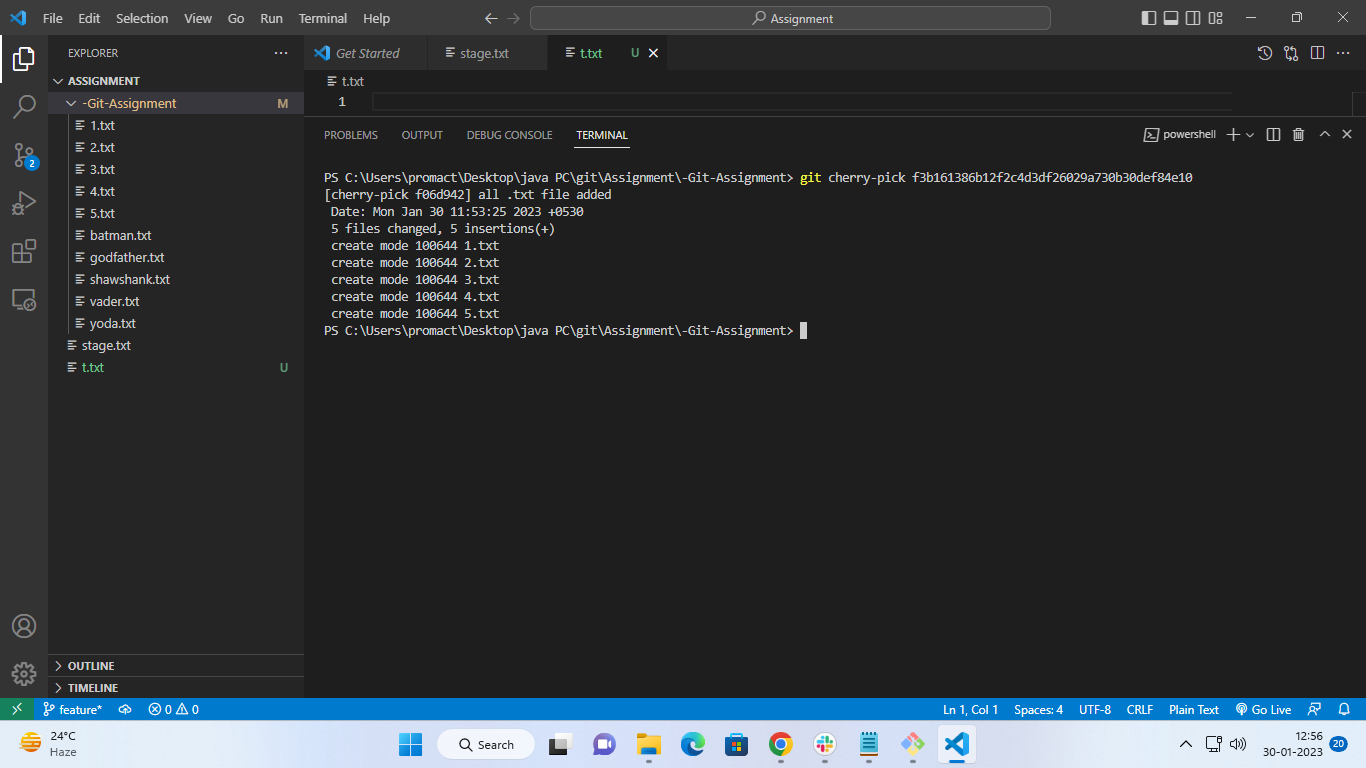 File Edit Selection View Go Run Terminal Help
Assignment
EXPLORER
Get Started
stage.txt
t.txt U
ASSIGNMENT
t.txt
-Git-Assignment M
1
1.txt
2.txt
3.txt
4.txt
5.txt
batman.txt
godfather.txt
shawshank.txt
vader.txt
yoda.txt
stage.txt
t.txt U
PROBLEMS OUTPUT DEBUG CONSOLE TERMINAL
powershell
PS C:\Users\promact\Desktop\java PC\git\Assignment\-Git-Assignment> git cherry-pick f3b161386b12f2c4d3df26029a730b30def84e10
[cherry-pick f06d942] all .txt file added
Date: Mon Jan 30 11:53:25 2023 +0530
5 files changed, 5 insertions(+)
create mode 100644 1.txt
create mode 100644 2.txt
create mode 100644 3.txt
create mode 100644 4.txt
create mode 100644 5.txt
PS C:\Users\promact\Desktop\java PC\git\Assignment\-Git-Assignment>
2
OUTLINE
TIMELINE
feature* 0 0
Ln 1, Col 1 Spaces: 4 UTF-8 CRLF Plain Text Go Live
24°C
Haze
Search
12:56
30-01-2023
20